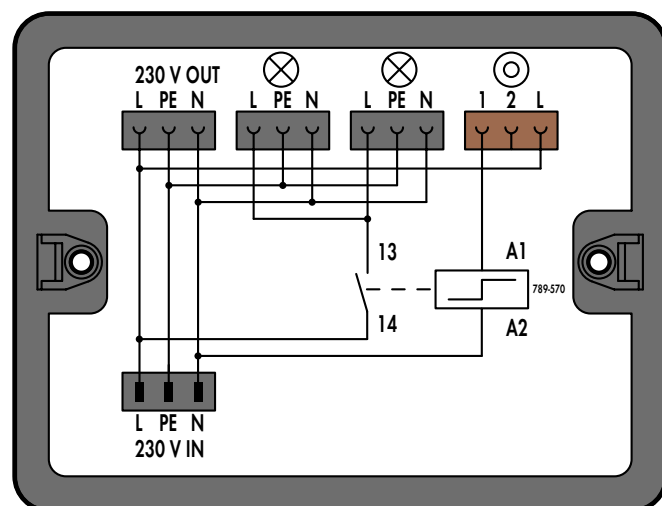 230 V OUT
L PE N L PE N L PE N 1 2 L
13 A1
789-570
14 A2
L PE N
230 V IN